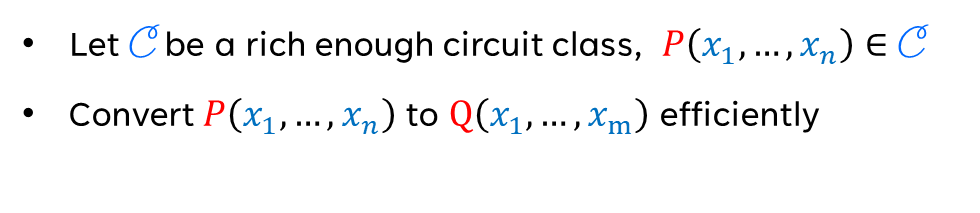 • Let 𝒞 be a rich enough circuit class, P(x₁, …, xₙ) ∈ 𝒞
• Convert P(x₁, …, xₙ) to Q(x₁, …, xₘ) efficiently